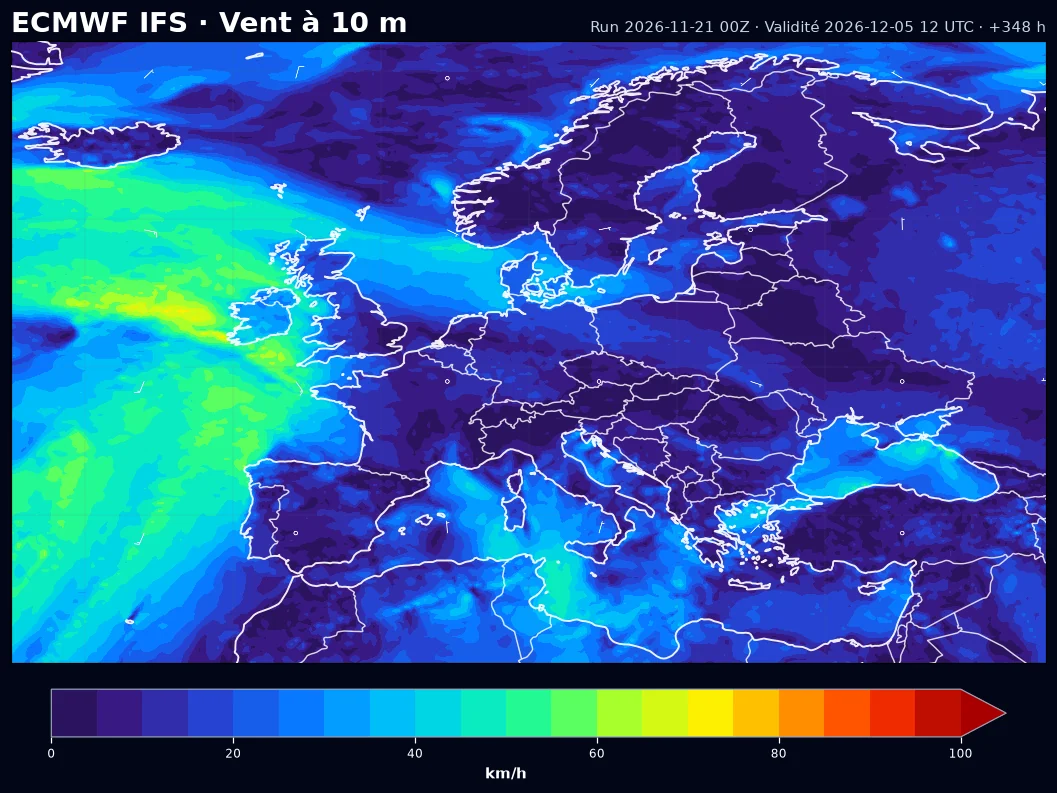 ECMWF IFS · Vent à 10 m
Run 2026-11-21 00Z · Validité 2026-12-05 12 UTC · +348 h
0 20 40 60 80 100
km/h